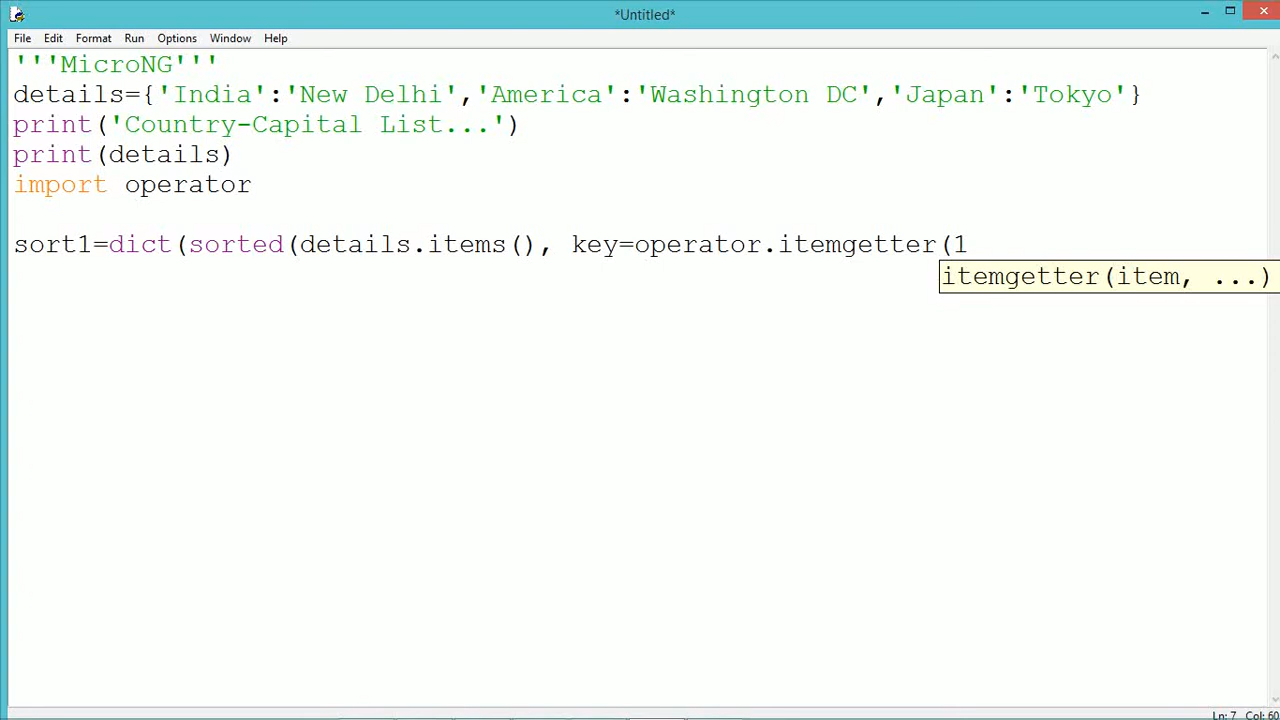 *Untitled*
File Edit Format Run Options Window Help
'''MicroNG'''
details={'India':'New Delhi','America':'Washington DC','Japan':'Tokyo'}
print('Country-Capital List...')
print(details)
import operator
sort1=dict(sorted(details.items(), key=operator.itemgetter(1
itemgetter(item, ...)
Ln: 7 Col: 60